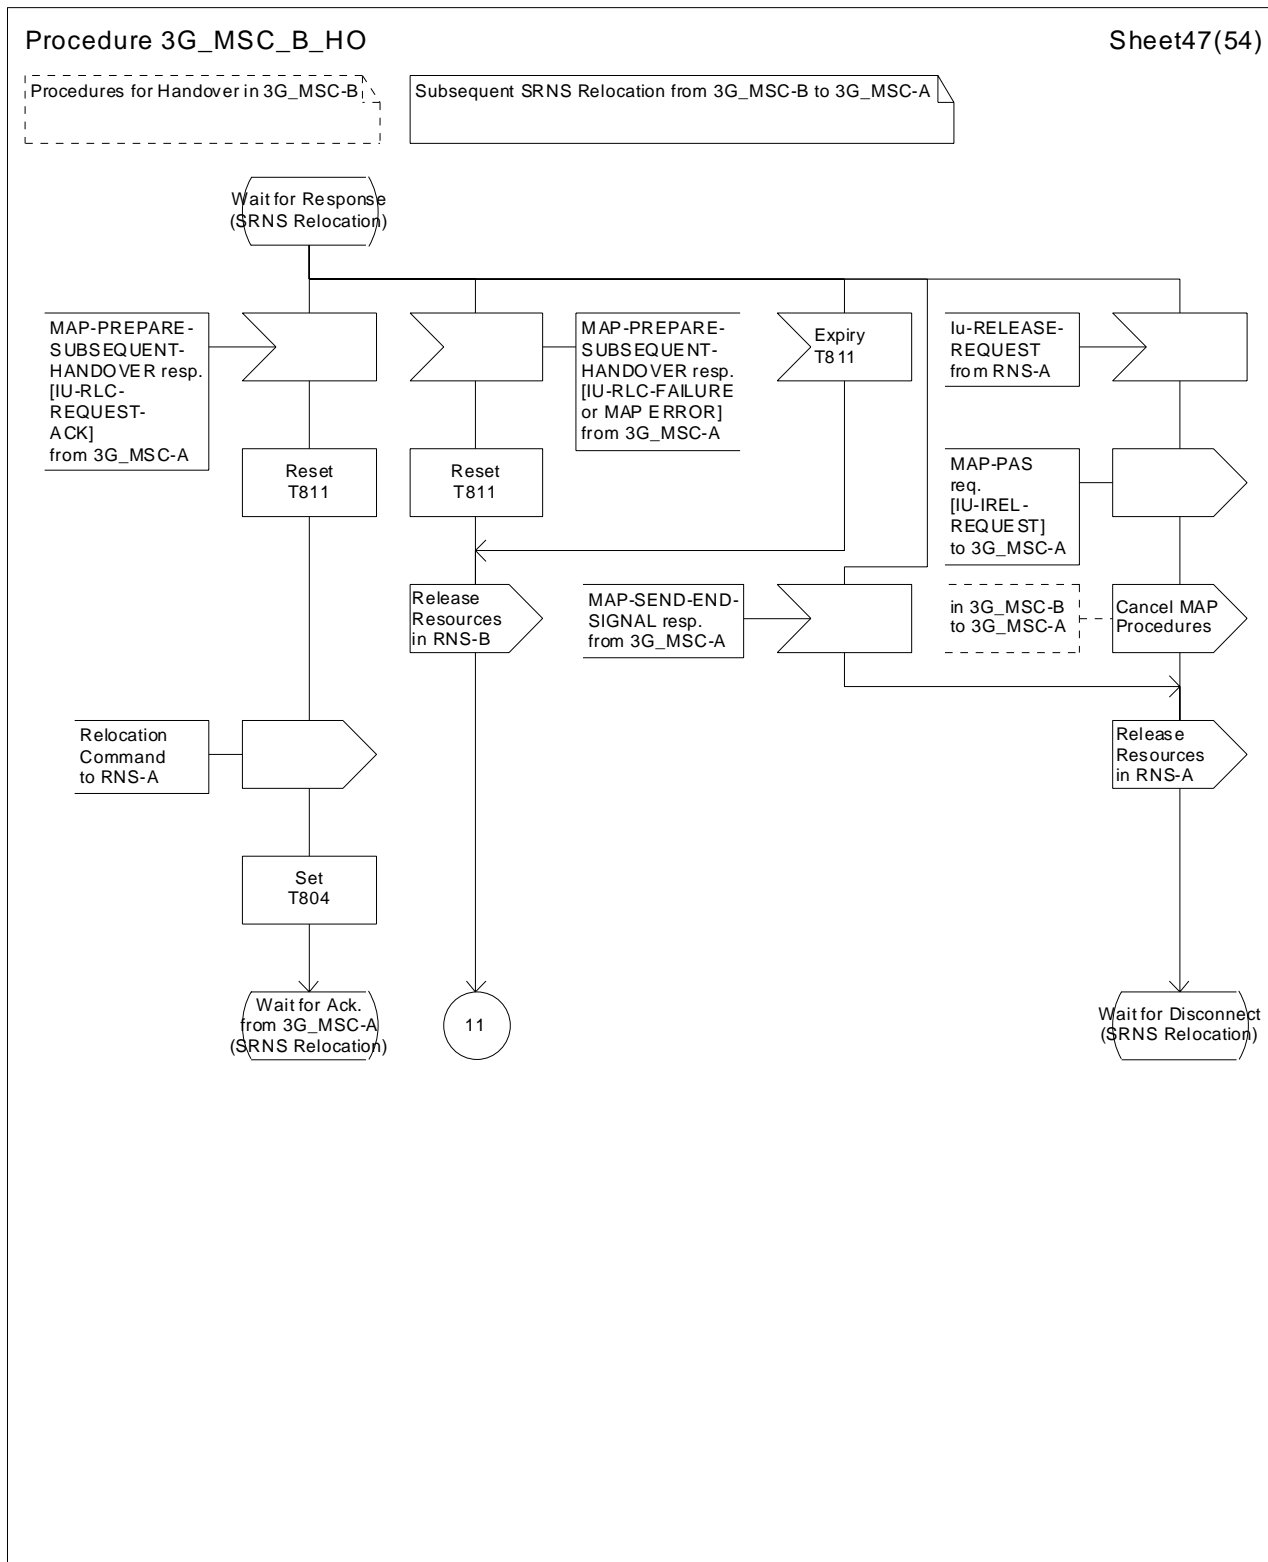 Procedure 3G_MSC_B_HO
Sheet47(54)
Procedures for Handover in 3G_MSC-B
Subsequent SRNS Relocation from 3G_MSC-B to 3G_MSC-A
Wait for Response
(SRNS Relocation)
MAP-PREPARE-
SUBSEQUENT-
HANDOVER resp.
[IU-RLC-
REQUEST-
ACK]
from 3G_MSC-A
MAP-PREPARE-
SUBSEQUENT-
HANDOVER resp.
[IU-RLC-FAILURE
or MAP ERROR]
from 3G_MSC-A
Expiry
T811
Iu-RELEASE-
REQUEST
from RNS-A
Reset
T811
Reset
T811
MAP-PAS
req.
[IU-IREL-
REQUEST]
to 3G_MSC-A
Release
Resources
in RNS-B
MAP-SEND-END-
SIGNAL resp.
from 3G_MSC-A
in 3G_MSC-B
to 3G_MSC-A
Cancel MAP
Procedures
Relocation
Command
to RNS-A
Release
Resources
in RNS-A
Set
T804
Wait for Ack.
from 3G_MSC-A
(SRNS Relocation)
11
Wait for Disconnect
(SRNS Relocation)